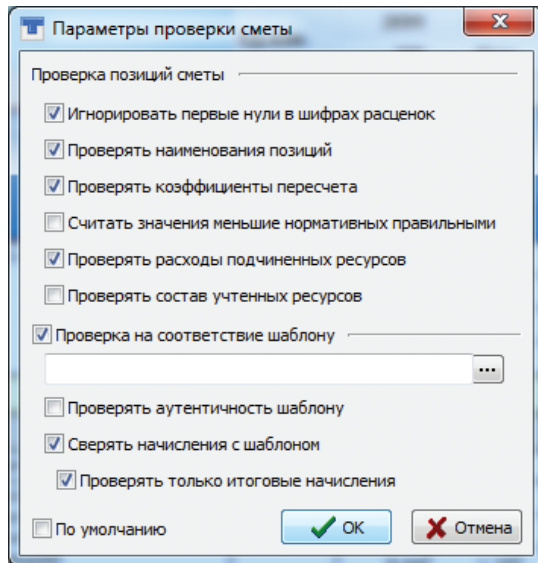 Параметры проверки сметы
Проверка позиций сметы
Игнорировать первые нули в шифрах расценок
Проверять наименования позиций
Проверять коэффициенты пересчета
Считать значения меньшие нормативных правильными
Проверять расходы подчиненных ресурсов
Проверять состав учтенных ресурсов
Проверка на соответствие шаблону
...
Проверять аутентичность шаблону
Сверять начисления с шаблоном
Проверять только итоговые начисления
По умолчанию
OK
Отмена